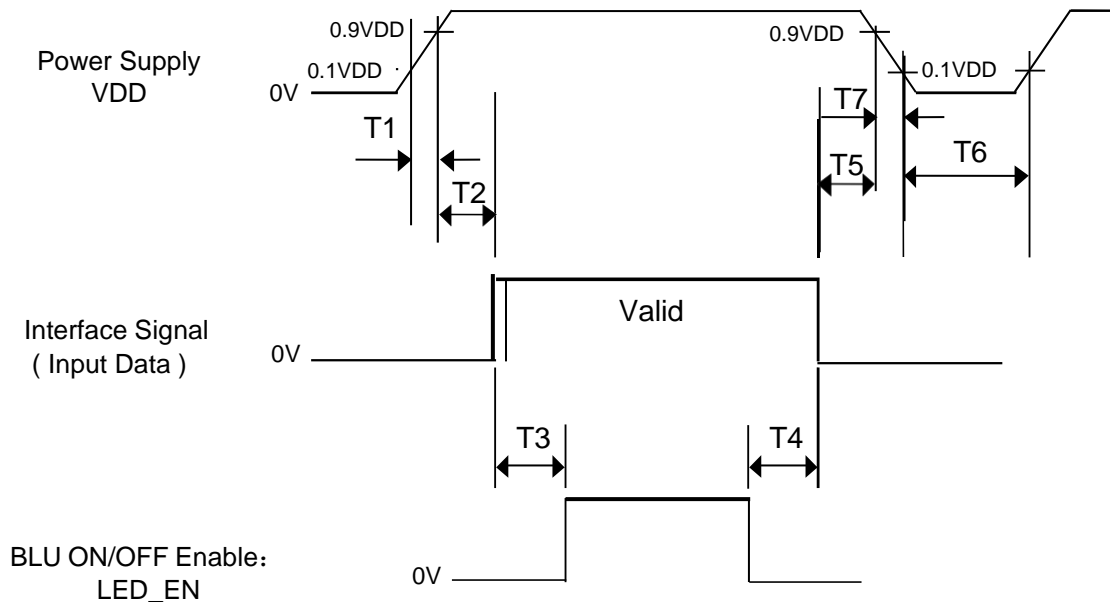 0.9VDD
0.9VDD
Power Supply
VDD
0.1VDD
0.1VDD
0V
T1
T7
T2
T5
T6
Valid
Interface Signal
( Input Data )
0V
T3
T4
BLU ON/OFF Enable：
LED_EN
0V